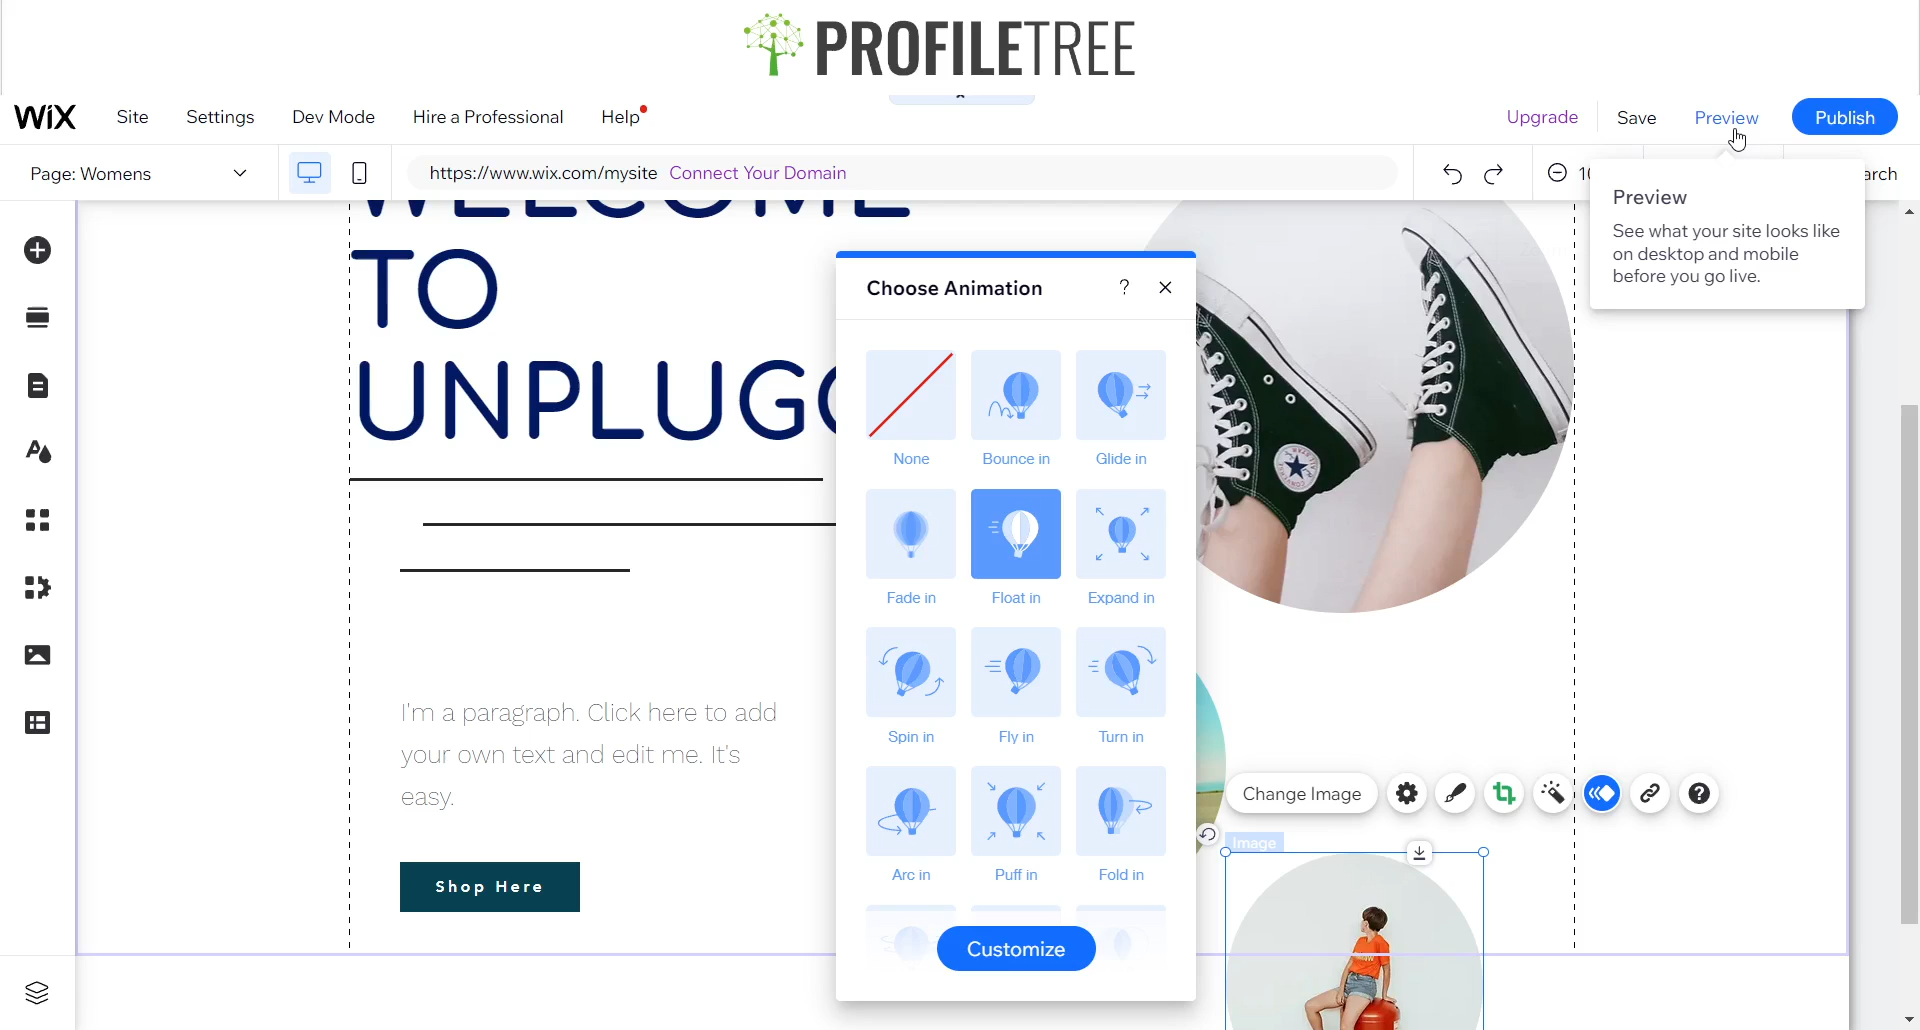 PROFILETREE
WiX Site Settings Dev Mode Hire a Professional Help Upgrade Save Preview Publish
Page: Womens https://www.wix.com/mysite Connect Your Domain
Preview
See what your site looks like
on desktop and mobile
before you go live.
WELCOME
TO
Choose Animation ?
None Bounce in Glide in
Fade in Float in Expand in
Spin in Fly in Turn in
I'm a paragraph. Click here to add
your own text and edit me. It's
easy.
Change Image
Image
Arc in Puff in Fold in
Shop Here
Customize